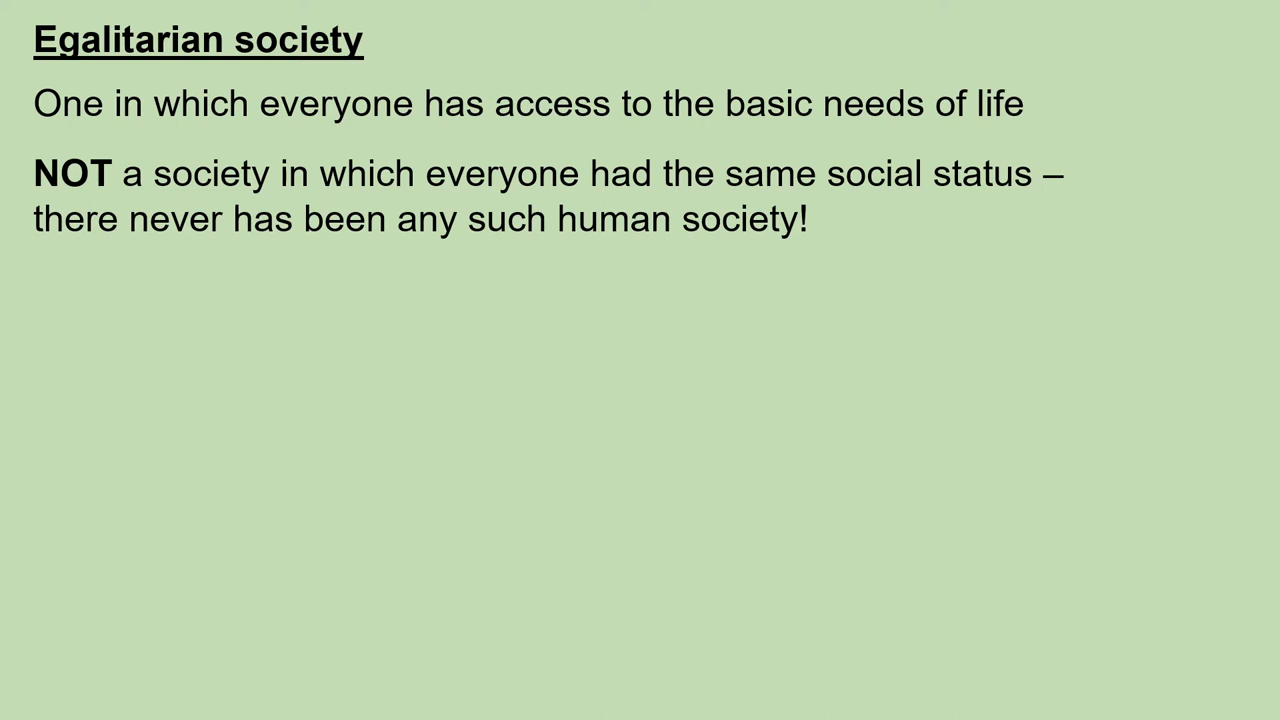 Egalitarian society
One in which everyone has access to the basic needs of life
NOT a society in which everyone had the same social status –
there never has been any such human society!